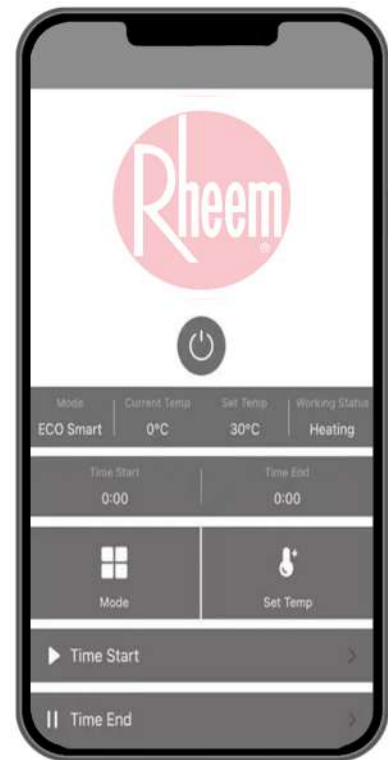 Rheem
®
Mode Current Temp Set Temp Working Status
ECO Smart 0°C 30°C Heating
Time Start Time End
0:00 0:00
Mode Set Temp
Time Start
Time End